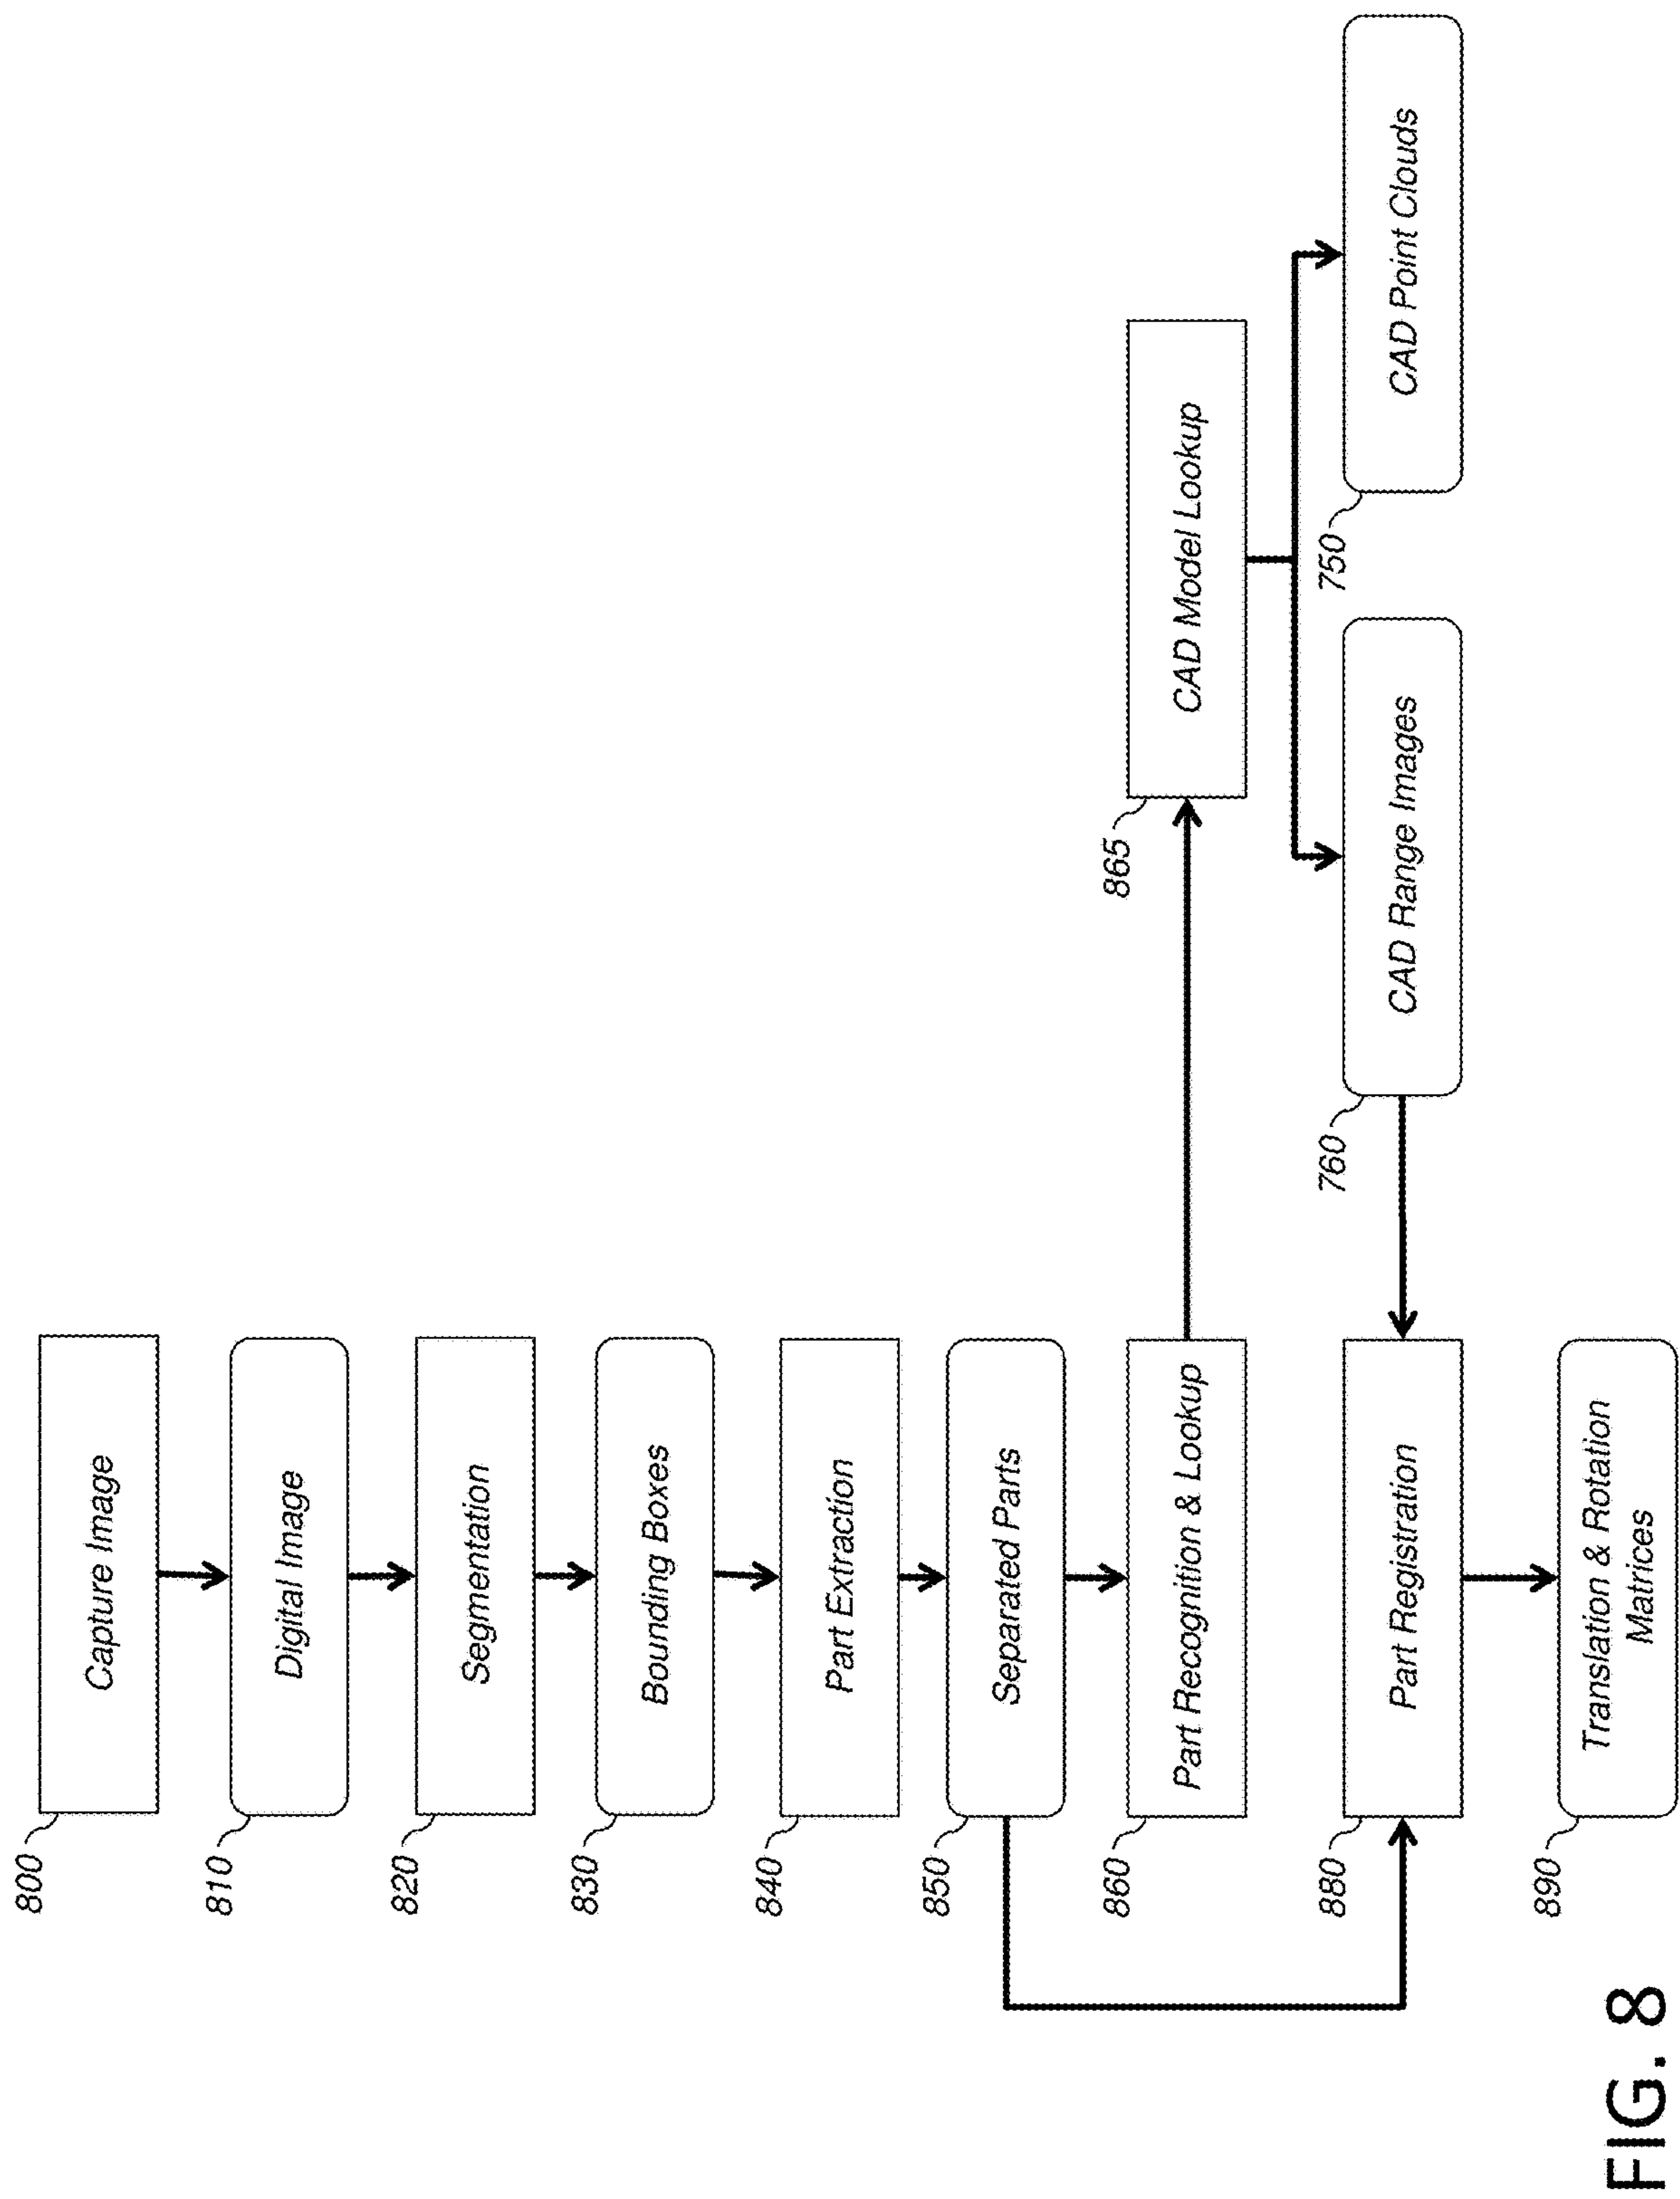 800
Capture Image
810
Digital Image
820
Segmentation
830
Bounding Boxes
840
Part Extraction
850
Separated Parts
860
Part Recognition & Lookup
865
CAD Model Lookup
880
Part Registration
760
CAD Range Images
750
CAD Point Clouds
890
Translation & Rotation
Matrices
FIG. 8